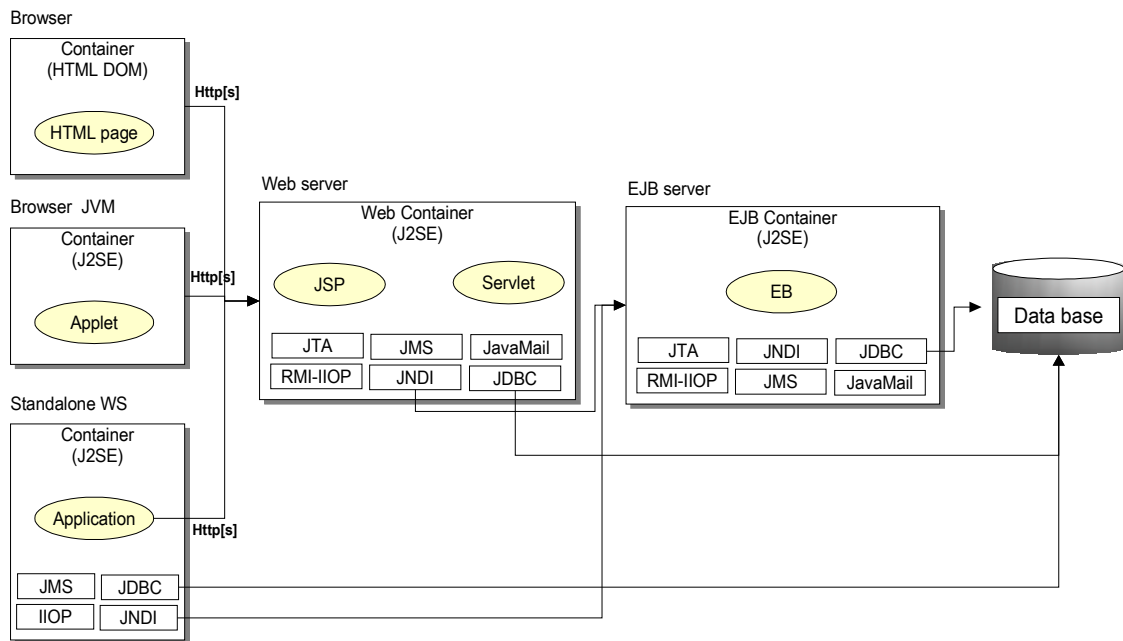 Browser
Container
(HTML DOM)
HTML page
Http[s]
Browser JVM
Container
(J2SE)
Applet
Http[s]
Standalone WS
Container
(J2SE)
Application
Http[s]
JMS
JDBC
IIOP
JNDI
Web server
Web Container
(J2SE)
JSP
Servlet
JTA
JMS
JavaMail
RMI-IIOP
JNDI
JDBC
EJB server
EJB Container
(J2SE)
EB
JTA
JNDI
JDBC
RMI-IIOP
JMS
JavaMail
Data base